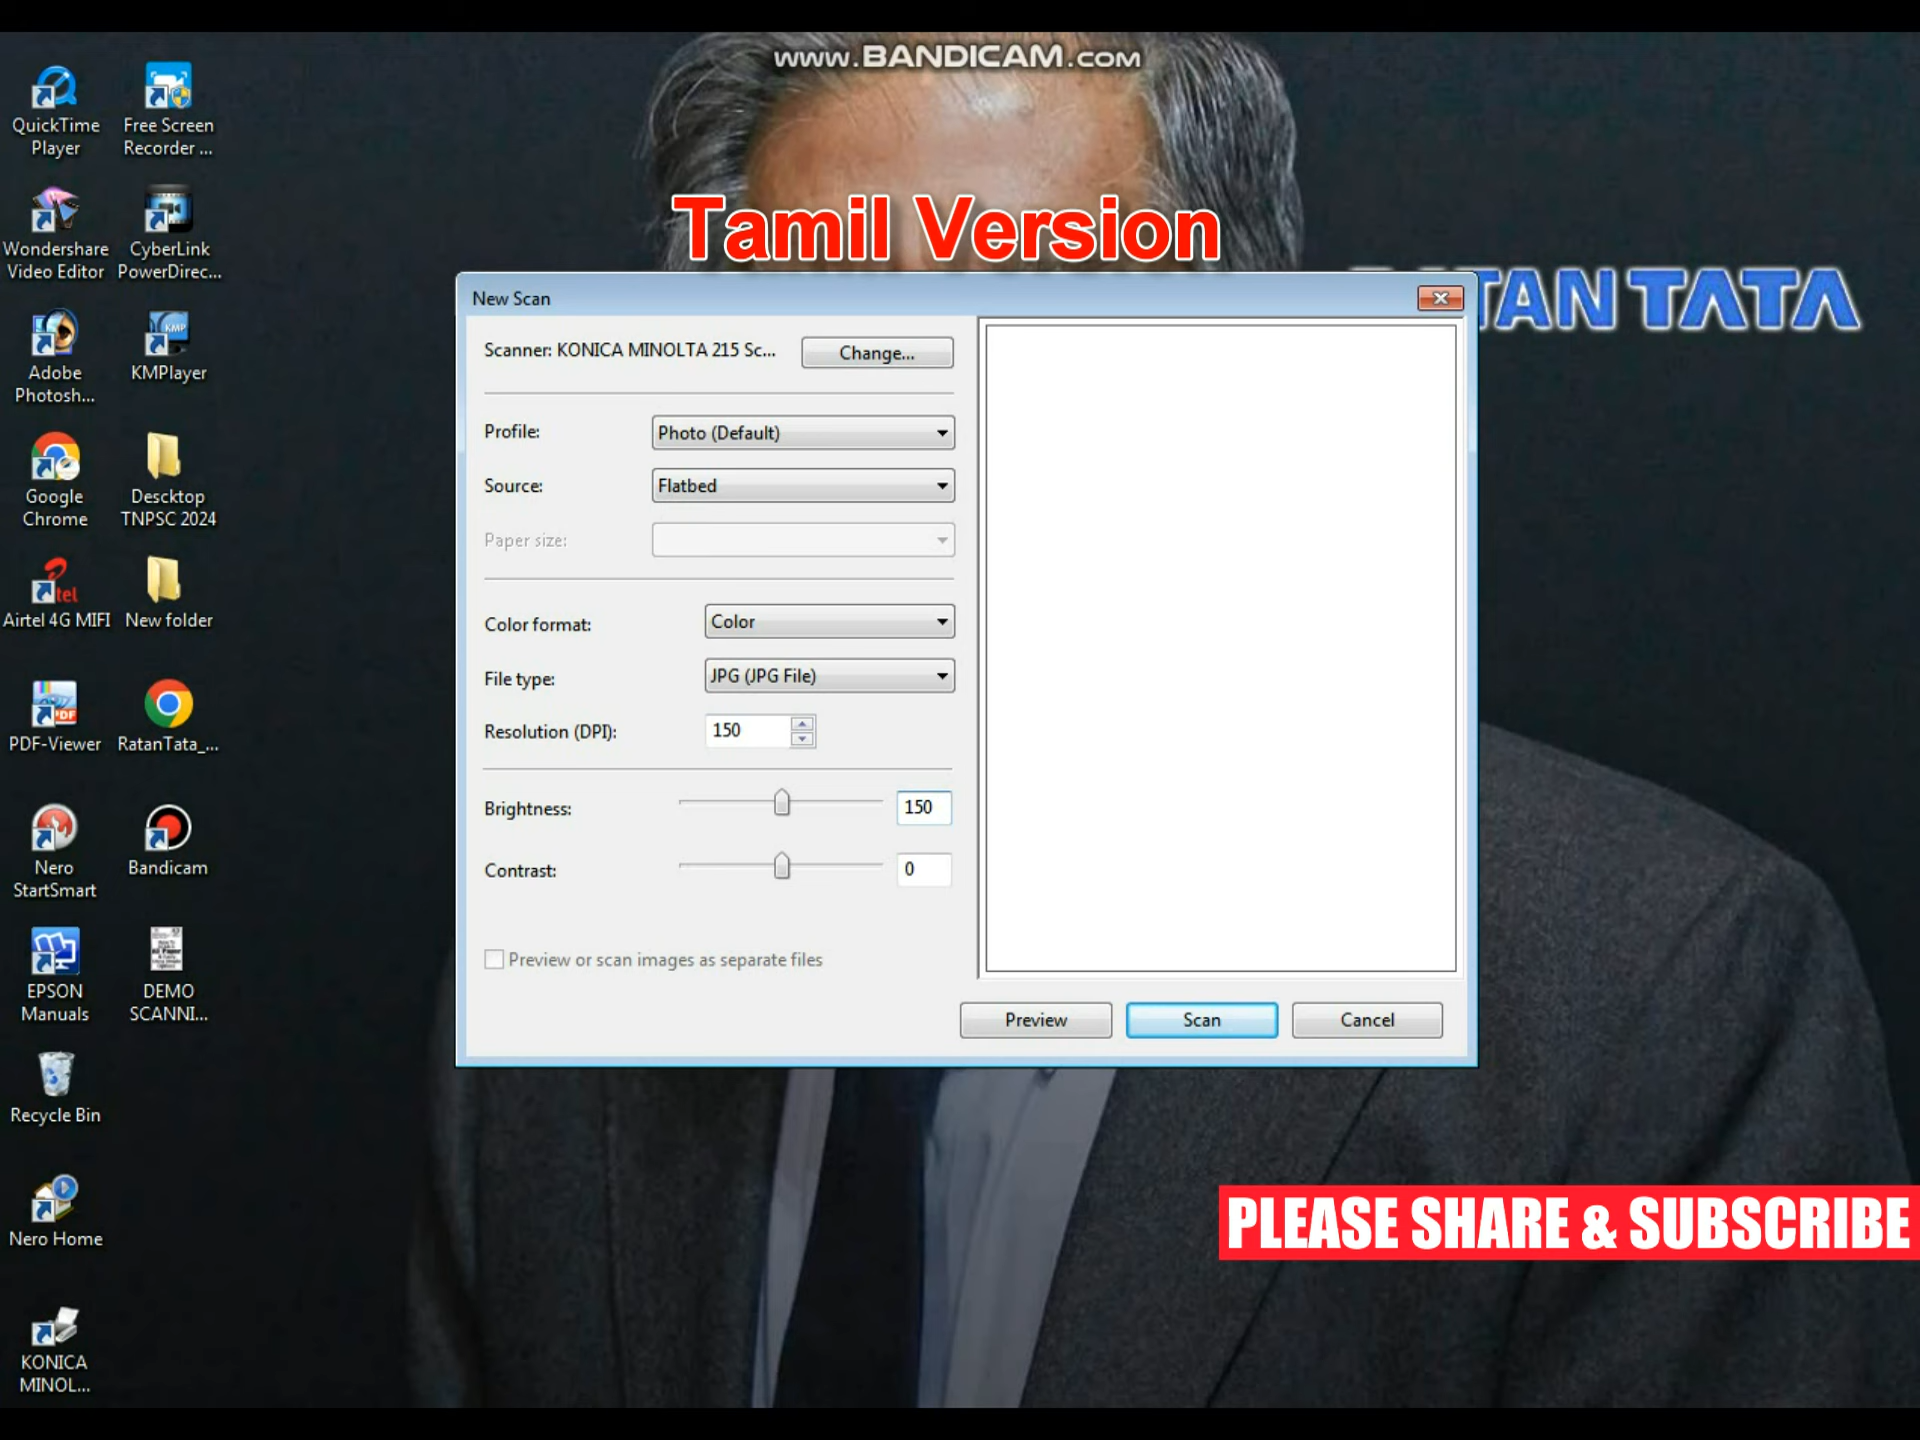 www.BANDICAM.com
QuickTime
Player
Free Screen
Recorder ...
Wondershare
Video Editor
CyberLink
PowerDirec...
Adobe
Photosh...
KMPlayer
Google
Chrome
Descktop
TNPSC 2024
Airtel 4G MIFI
New folder
PDF-Viewer
RatanTata_...
Nero
StartSmart
Bandicam
EPSON
Manuals
DEMO
SCANNI...
Recycle Bin
Nero Home
KONICA
MINOL...
Tamil Version
TAN TATA
New Scan
Scanner: KONICA MINOLTA 215 Sc...
Change...
Profile:
Photo (Default)
Source:
Flatbed
Paper size:
Color format:
Color
File type:
JPG (JPG File)
Resolution (DPI):
150
Brightness:
150
Contrast:
0
Preview or scan images as separate files
Preview
Scan
Cancel
PLEASE SHARE & SUBSCRIBE